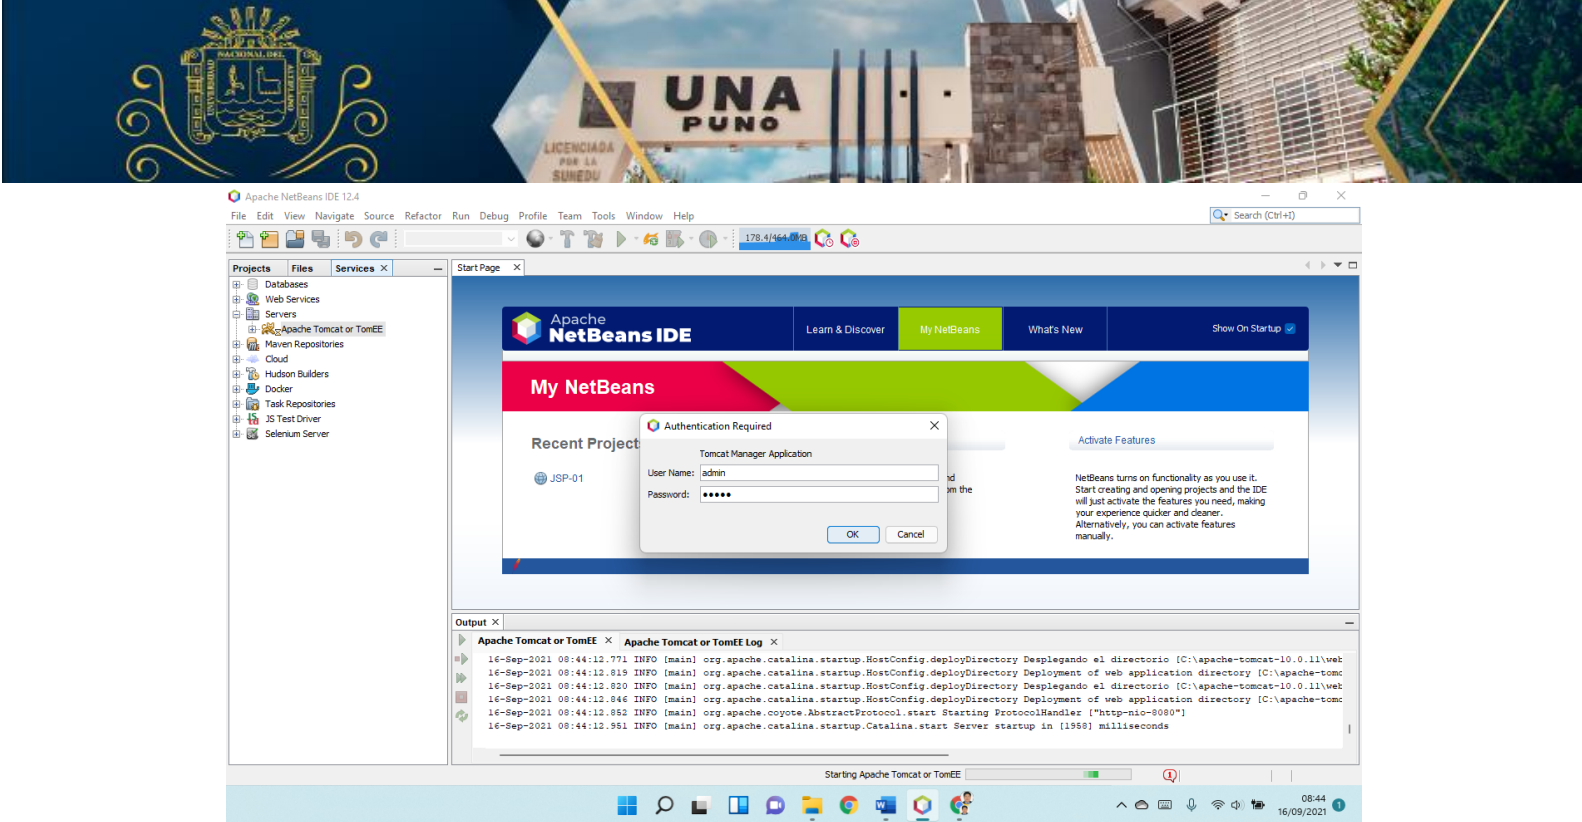 NACIONAL DEL
UNIVERSIDAD
ALTIPLANO
UNA
PUNO
LICENCIADA
POR LA
SUNEDU
Apache NetBeans IDE 12.4
File Edit View Navigate Source Refactor Run Debug Profile Team Tools Window Help
Search (Ctrl+I)
178.4/464.0MB
Projects Files Services
Start Page
Databases
Web Services
Servers
Apache Tomcat or TomEE
Maven Repositories
Cloud
Hudson Builders
Docker
Task Repositories
JS Test Driver
Selenium Server
Apache
NetBeans IDE
Learn & Discover
My NetBeans
What's New
Show On Startup
My NetBeans
Recent Project
JSP-01
Authentication Required
Tomcat Manager Application
User Name: admin
Password: •••••
OK Cancel
nd
om the
Activate Features
NetBeans turns on functionality as you use it.
Start creating and opening projects and the IDE
will just activate the features you need, making
your experience quicker and cleaner.
Alternatively, you can activate features
manually.
Output
Apache Tomcat or TomEE Apache Tomcat or TomEE Log
16-Sep-2021 08:44:12.771 INFO [main] org.apache.catalina.startup.HostConfig.deployDirectory Desplegando el directorio [C:\apache-tomcat-10.0.11\web
16-Sep-2021 08:44:12.819 INFO [main] org.apache.catalina.startup.HostConfig.deployDirectory Deployment of web application directory [C:\apache-tomc
16-Sep-2021 08:44:12.820 INFO [main] org.apache.catalina.startup.HostConfig.deployDirectory Desplegando el directorio [C:\apache-tomcat-10.0.11\web
16-Sep-2021 08:44:12.846 INFO [main] org.apache.catalina.startup.HostConfig.deployDirectory Deployment of web application directory [C:\apache-tomc
16-Sep-2021 08:44:12.852 INFO [main] org.apache.coyote.AbstractProtocol.start Starting ProtocolHandler ["http-nio-8080"]
16-Sep-2021 08:44:12.951 INFO [main] org.apache.catalina.startup.Catalina.start Server startup in [1958] milliseconds
Starting Apache Tomcat or TomEE
1
08:44
16/09/2021
1